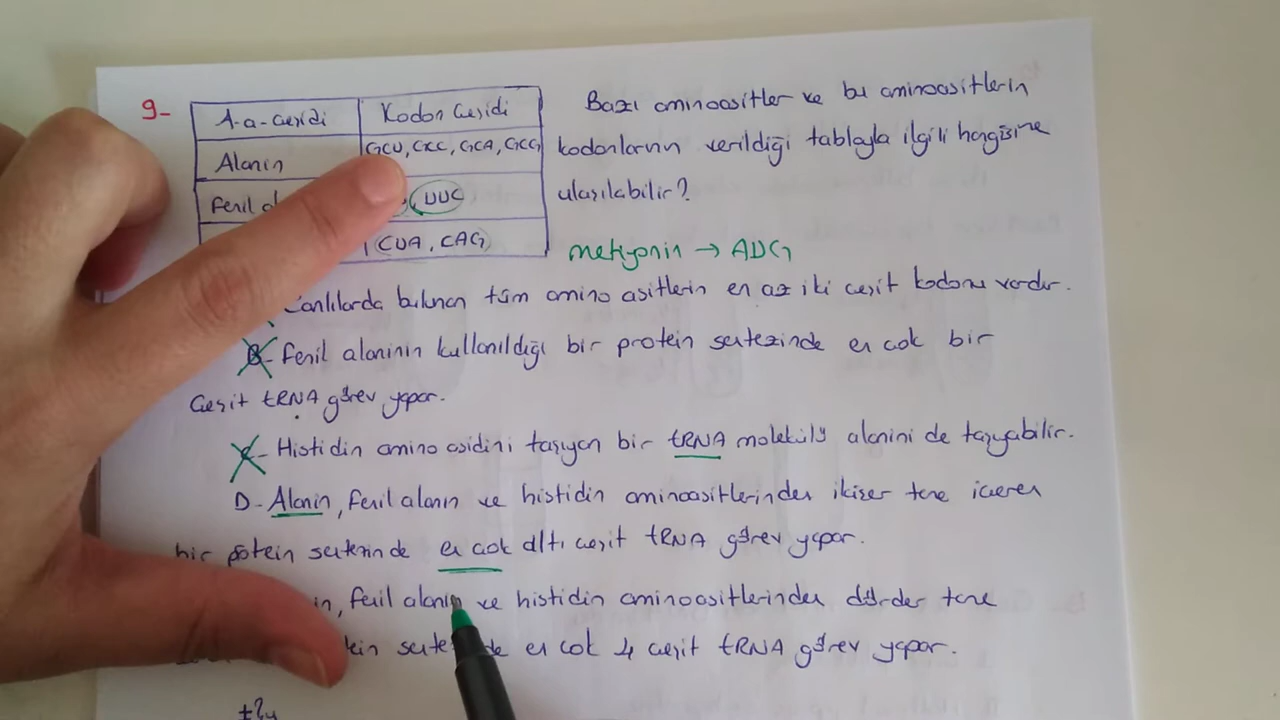 9-
A-a-çeşidi Kodon Çeşidi
Alanin GCU, GCC, GCA, GCG
Fenil UUC
CUA, CAG
Bazı aminoasitler ve bu aminoasitlerin
kodonlarının verildiği tabloyla ilgili hangisine
ulaşılabilir?
metiyonin → AUG
Canlılarda bulunan tüm amino asitlerin en az iki çeşit kodonu vardır.
B- Fenil alaninin kullanıldığı bir protein sentezinde en çok bir
çeşit tRNA görev yapar.
C- Histidin amino asidini taşıyan bir tRNA molekülü alanini de taşıyabilir.
D- Alanin, fenil alanin ve histidin aminoasitlerinden ikişer tane içeren
bir protein sentezinde en çok altı çeşit tRNA görev yapar.
in, fenil alanin ve histidin aminoasitlerinden dörder tane
sentezinde en çok 4 çeşit tRNA görev yapar.